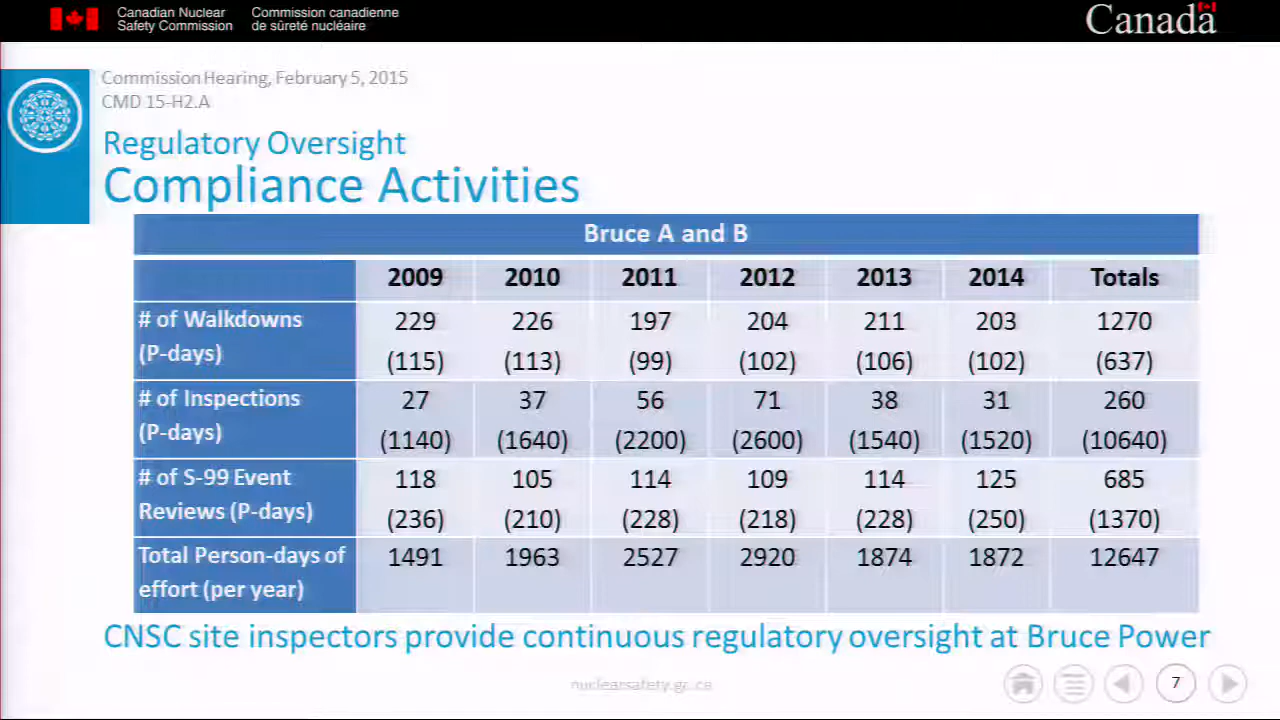 Canadian Nuclear Safety Commission
Commission canadienne de sûreté nucléaire
Canada
Commission Hearing, February 5, 2015
CMD 15-H2.A
Regulatory Oversight
Compliance Activities
Bruce A and B
2009 2010 2011 2012 2013 2014 Totals
# of Walkdowns (P-days) 229 (115) 226 (113) 197 (99) 204 (102) 211 (106) 203 (102) 1270 (637)
# of Inspections (P-days) 27 (1140) 37 (1640) 56 (2200) 71 (2600) 38 (1540) 31 (1520) 260 (10640)
# of S-99 Event Reviews (P-days) 118 (236) 105 (210) 114 (228) 109 (218) 114 (228) 125 (250) 685 (1370)
Total Person-days of effort (per year) 1491 1963 2527 2920 1874 1872 12647
CNSC site inspectors provide continuous regulatory oversight at Bruce Power
nuclearsafety.gc.ca
7